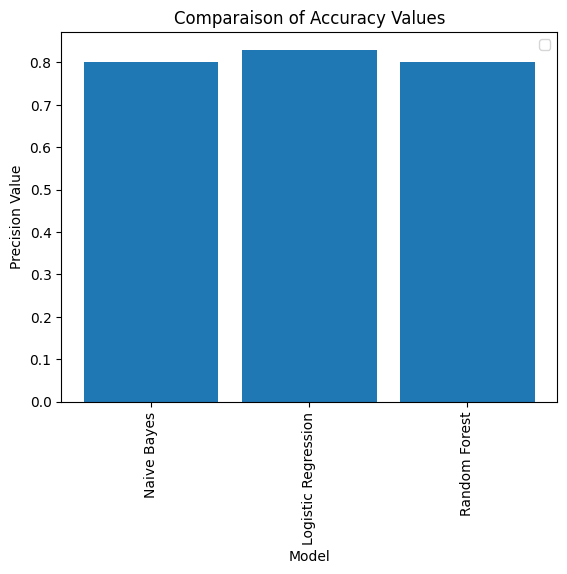 Comparaison of Accuracy Values
Precision Value
0.8
0.7
0.6
0.5
0.4
0.3
0.2
0.1
0.0
Naive Bayes
Logistic Regression
Random Forest
Model